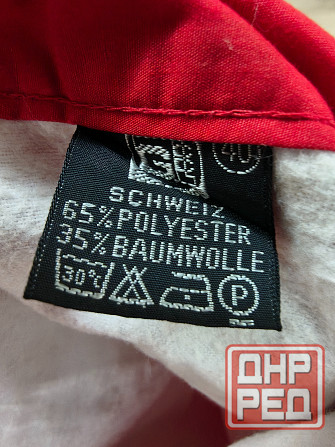 40
SCHWEIZ
65% POLYESTER
35% BAUMWOLLE
30°C P
ДНР
РЕД